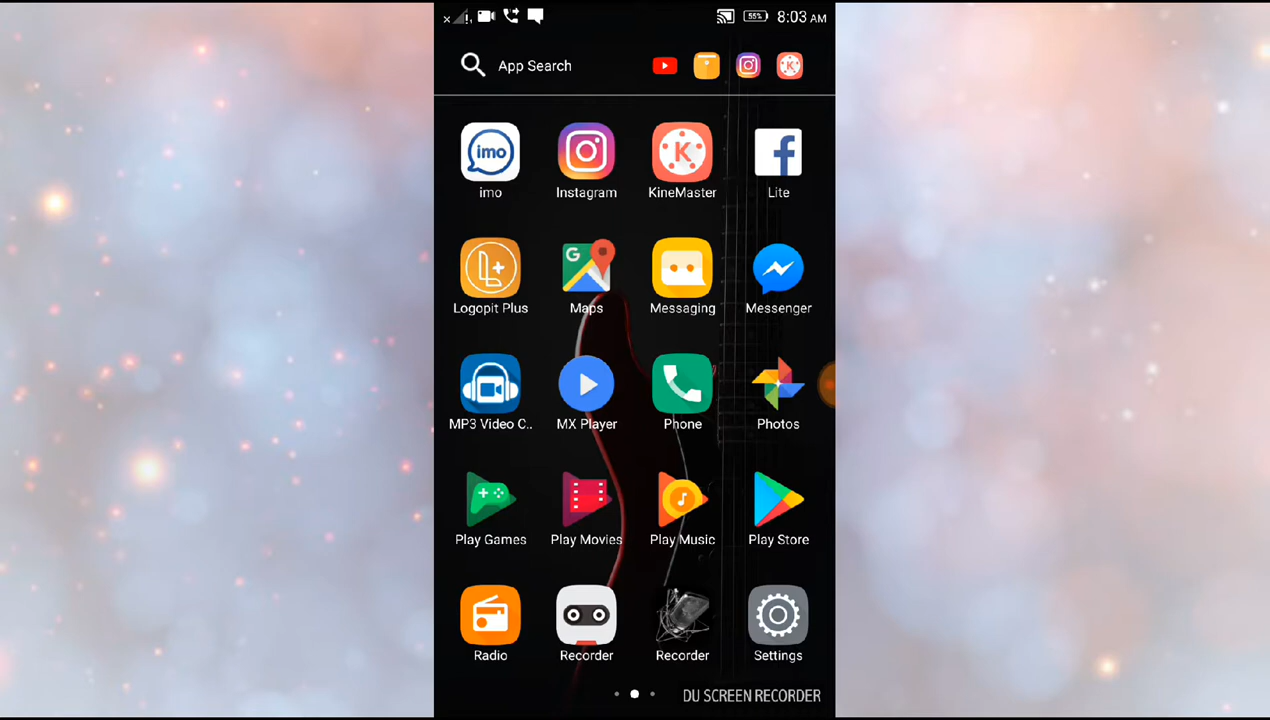 55% 8:03 AM
App Search
imo
imo Instagram KineMaster Lite
Logopit Plus Maps Messaging Messenger
MP3 Video C.. MX Player Phone Photos
Play Games Play Movies Play Music Play Store
Radio Recorder Recorder Settings
DU SCREEN RECORDER